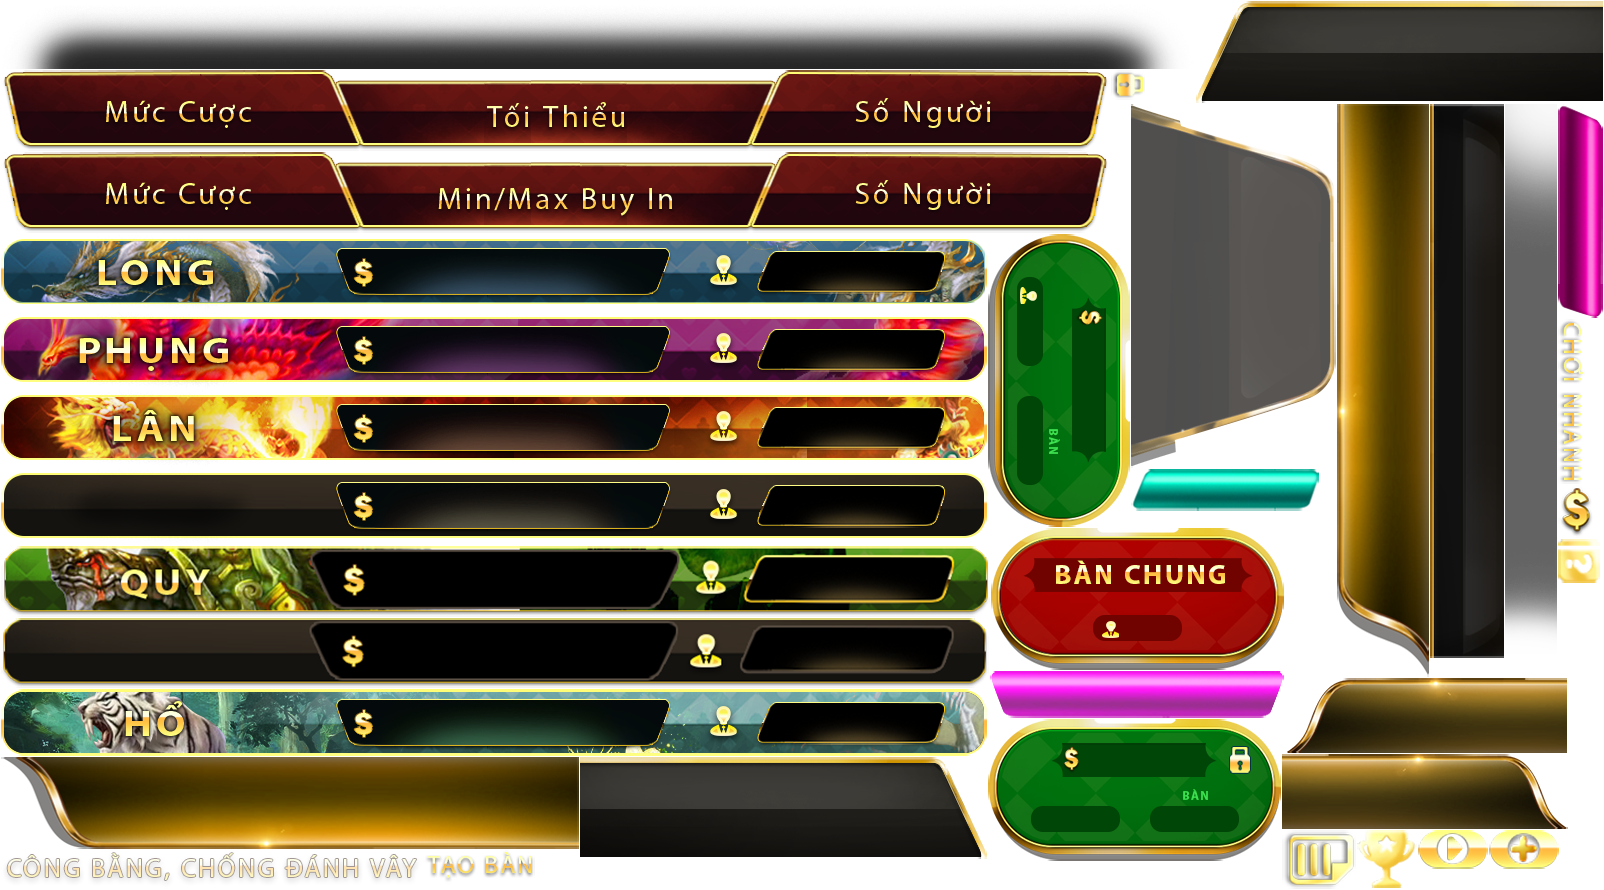 Mức Cược
Tối Thiểu
Số Người
Mức Cược
Min/Max Buy In
Số Người
LONG
$
PHỤNG
$
LÂN
$
$
QUY
$
$
HỔ
$
$
BÀN
BÀN CHUNG
$
BÀN
CHƠI NHANH
$
?
CÔNG BẰNG, CHỐNG ĐÁNH VÂY
TẠO BÀN